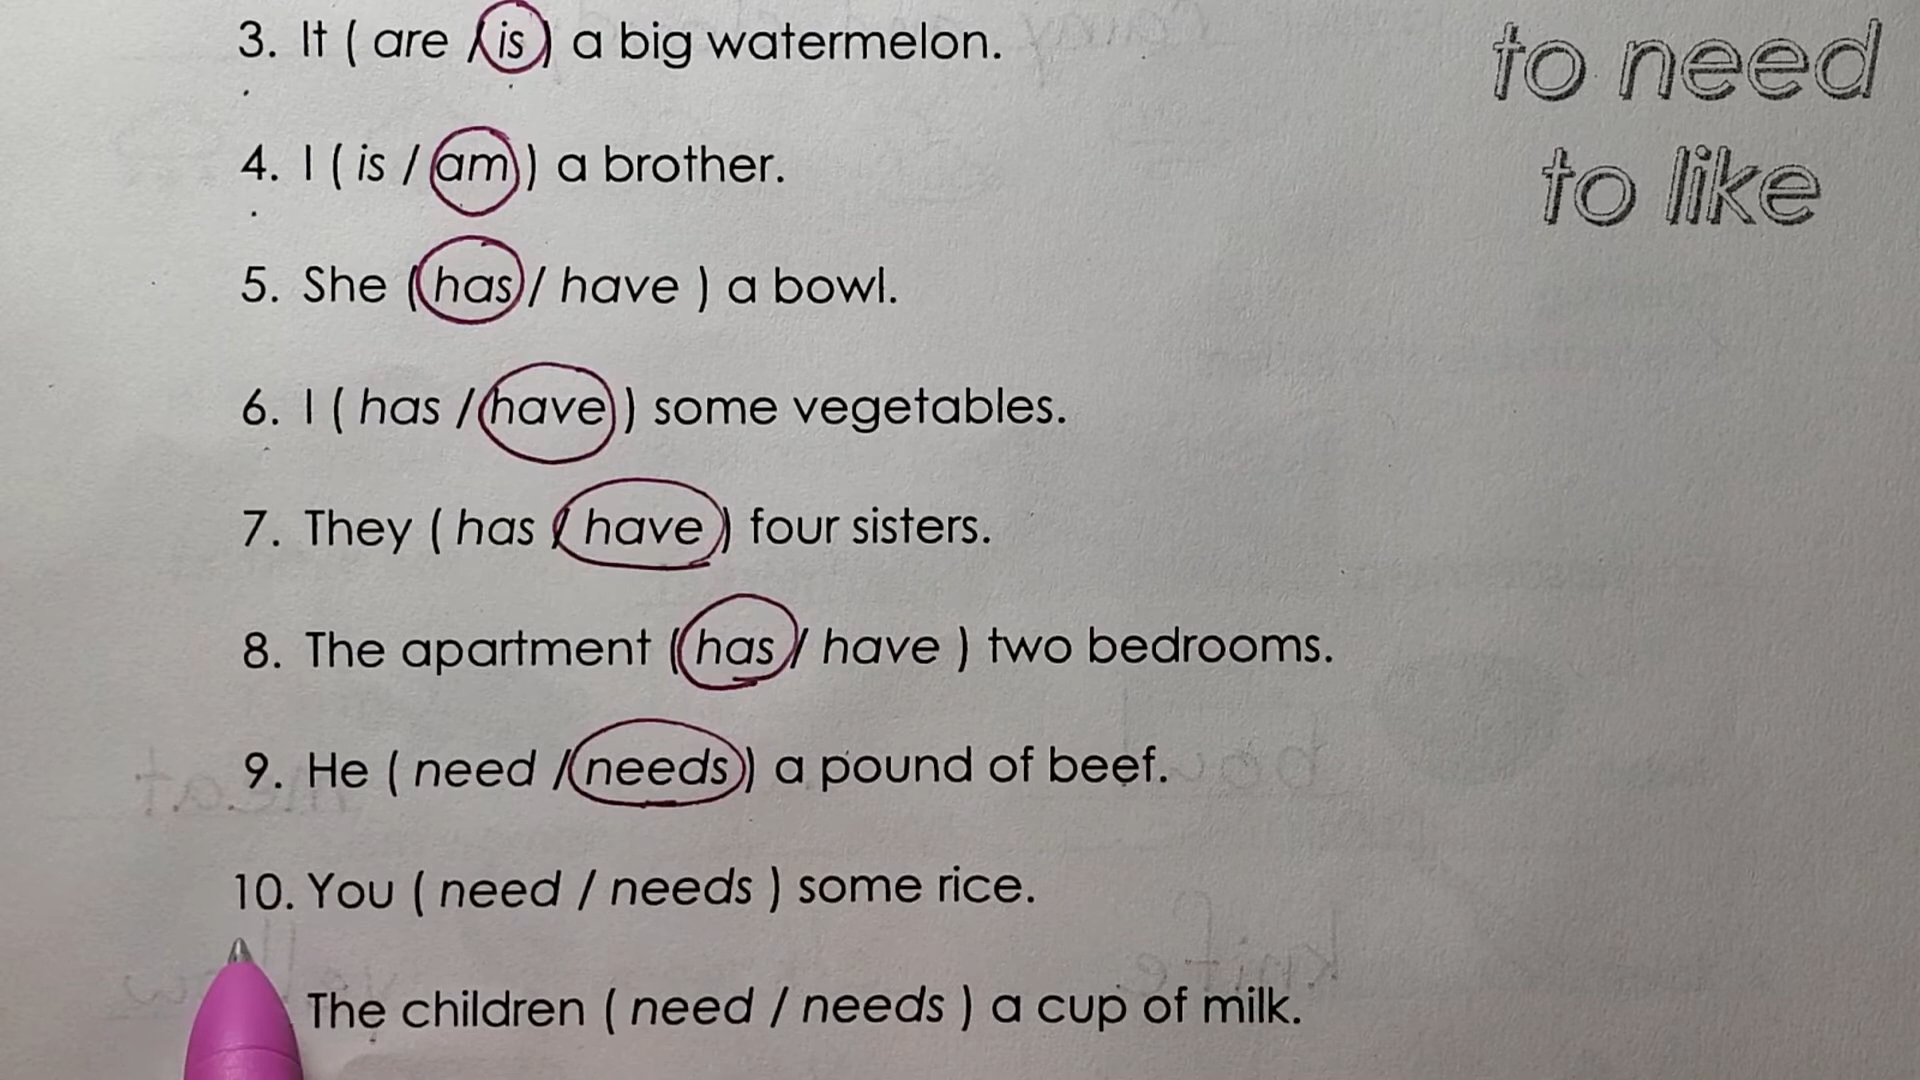 3. It ( are / is ) a big watermelon.
to need
4. I ( is / am ) a brother.
to like
5. She ( has / have ) a bowl.
6. I ( has / have ) some vegetables.
7. They ( has / have ) four sisters.
8. The apartment ( has / have ) two bedrooms.
9. He ( need / needs ) a pound of beef.
10. You ( need / needs ) some rice.
The children ( need / needs ) a cup of milk.